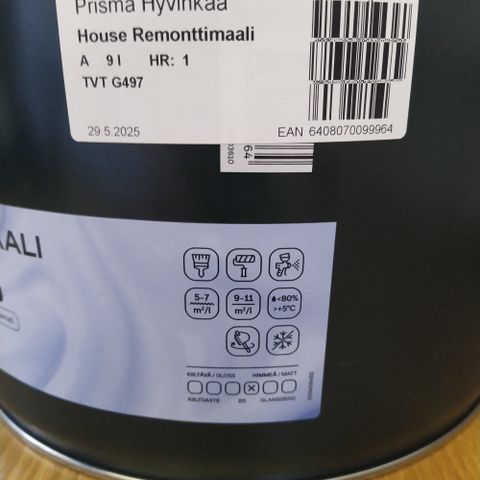 Prisma Hyvinkää
House Remonttimaali
A 9 l HR: 1
TVT G497
29.5.2025
EAN 6408070099964
64
03610
ALI
5-7
m²/l
9-11
m²/l
<80%
>+5°C
KIILTÄVÄ / GLOSS HIMMEÄ / MATT
KIILTOASTE 20 GLANSGRAD